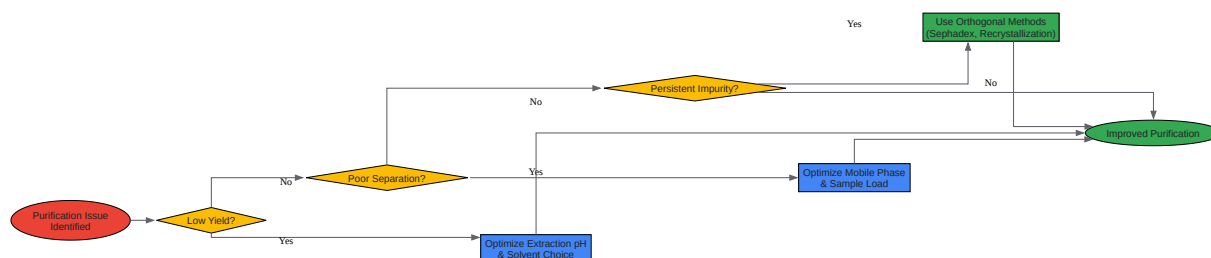 Yes
Use Orthogonal Methods
(Sephadex, Recrystallization)
Persistent Impurity?
No
No
Improved Purification
Poor Separation?
Yes
Optimize Mobile Phase
& Sample Load
No
Purification Issue
Identified
Low Yield?
Yes
Optimize Extraction pH
& Solvent Choice